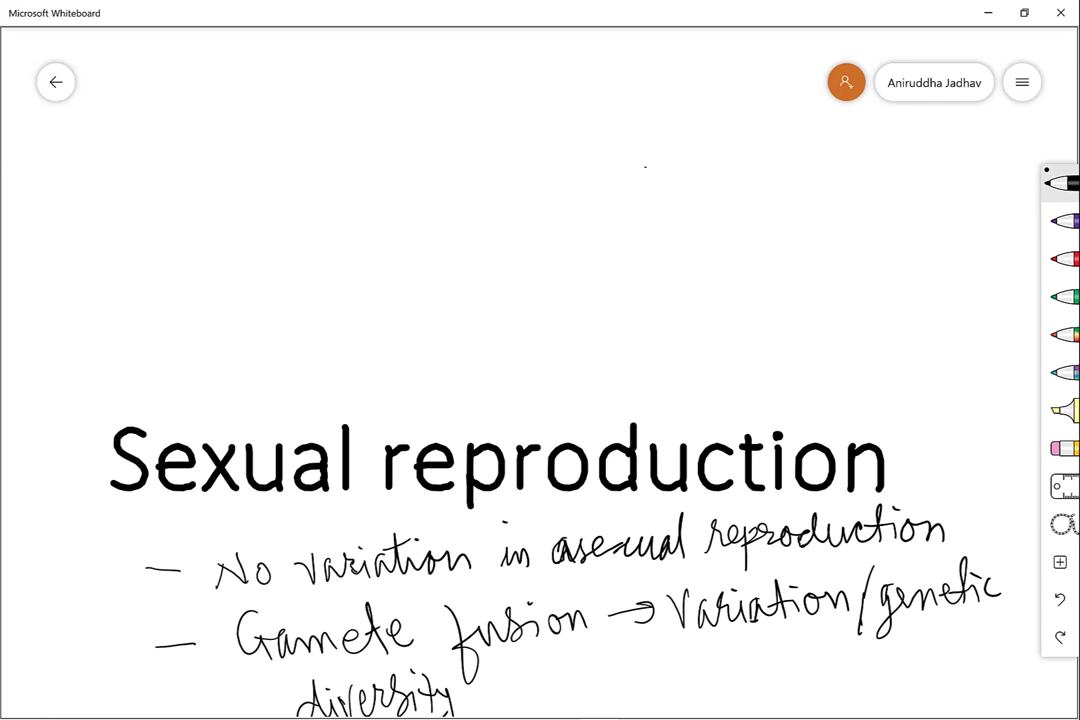 Microsoft Whiteboard
Aniruddha Jadhav
Sexual reproduction
— No variation in asexual reproduction
— Gamete fusion → variation/genetic
diversity